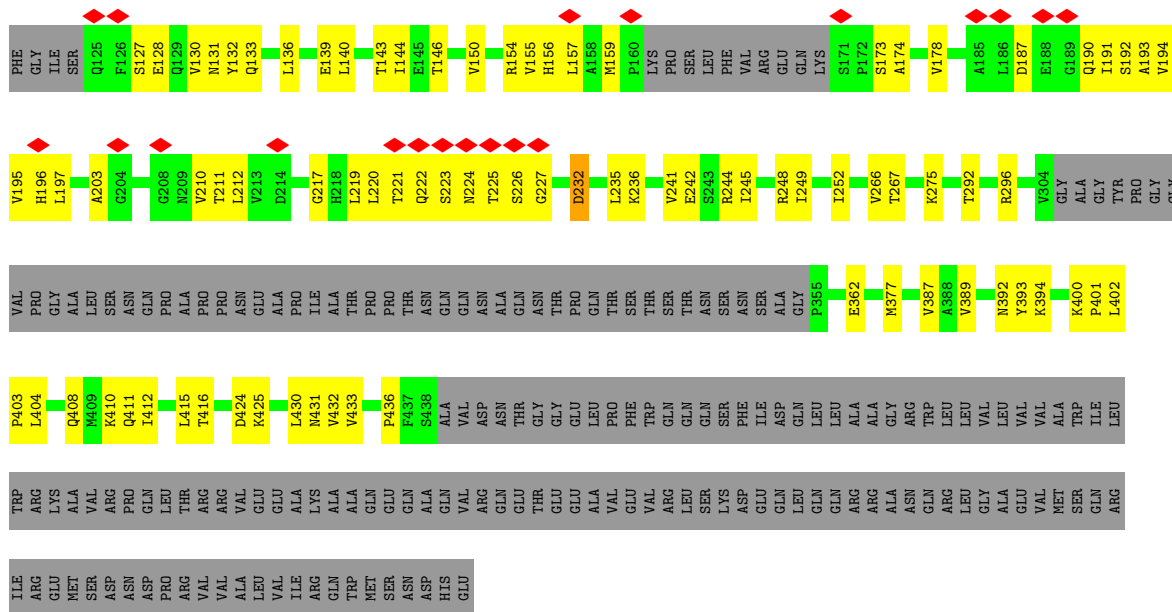 PHE GLY ILE SER Q125 F126 S127 E128 Q129 V130 N131 Y132 Q133 L136 E139 L140 T143 I144 E145 T146 V150 R154 V155 H156 L157 A158 M159 P160 LYS PRO SER LEU PHE VAL ARG GLU GLN LYS S171 P172 S173 A174 V178 A185 L186 D187 E188 G189 Q190 I191 S192 A193 V194
V195 H196 L197 A203 G204 G208 N209 V210 T211 L212 V213 D214 G217 H218 L219 L220 T221 Q222 S223 N224 T225 S226 G227 D232 L235 K236 V241 E242 S243 R244 I245 R248 I249 I252 V266 T267 K275 T292 R296 V304 GLY ALA GLY TYR PRO GLY GLY
VAL PRO GLY ALA LEU SER ASN GLN PRO ALA PRO PRO ASN GLU ALA PRO ILE ALA THR PRO PRO THR ASN GLN GLN ASN ALA GLN ASN THR PRO GLN THR SER THR SER THR ASN SER ASN SER ALA GLY P355 E362 M377 V387 A388 V389 N392 Y393 K394 K400 P401 L402
P403 L404 Q408 M409 K410 Q411 I412 L415 T416 D424 K425 L430 N431 V432 V433 P436 F437 S438 ALA VAL ASP ASN THR GLY GLY GLU LEU PRO PHE TRP GLN GLN GLN SER PHE ILE ASP GLN LEU LEU ALA ALA GLY ARG TRP LEU LEU VAL LEU VAL VAL ALA TRP ILE LEU
TRP ARG LYS ALA VAL ARG PRO GLN LEU THR ARG ARG VAL GLU GLU ALA LYS ALA ALA GLN GLU GLN ALA GLN VAL ARG GLN GLU THR GLU GLU ALA VAL GLU VAL ARG LEU SER LYS ASP GLU GLN LEU GLN GLN ARG ARG ALA ASN GLN ARG LEU GLY ALA GLU VAL MET SER GLN ARG
ILE ARG GLU MET SER ASP ASN ASP PRO ARG VAL VAL ALA LEU VAL ILE ARG GLN TRP MET SER ASN ASP HIS GLU